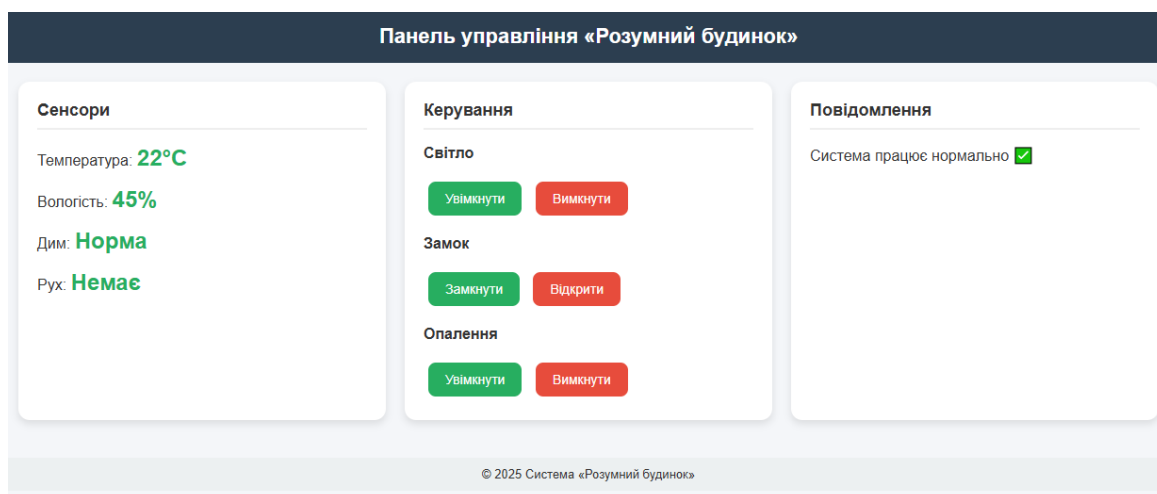 Панель управління «Розумний будинок»
Сенсори
Температура: 22°C
Вологість: 45%
Дим: Норма
Рух: Немає
Керування
Світло
Увімкнути Вимкнути
Замок
Замкнути Відкрити
Опалення
Увімкнути Вимкнути
Повідомлення
Система працює нормально ✅
© 2025 Система «Розумний будинок»